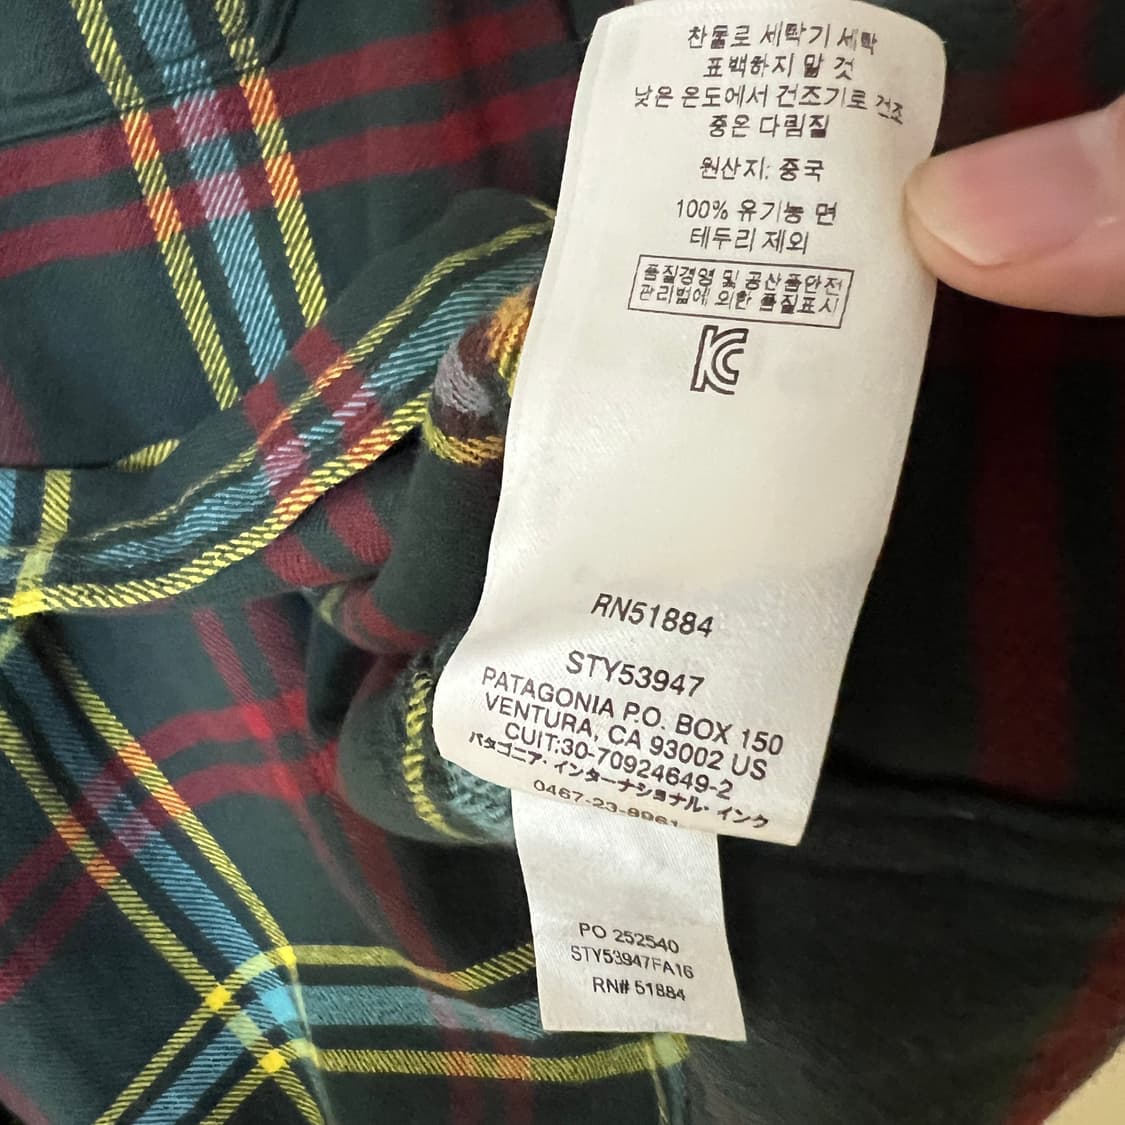 찬물로 세탁기 세탁
표백하지 말 것
낮은 온도에서 건조기로 건조
중온 다림질
원산지: 중국
100% 유기농 면
테두리 제외
품질경영 및 공산품안전
관리법에 의한 품질표시
KC
RN51884
STY53947
PATAGONIA P.O. BOX 150
VENTURA, CA 93002 US
CUIT:30-70924649-2
パタゴニア・インターナショナル・インク
0467-23-8961
PO 252540
STY53947FA16
RN# 51884